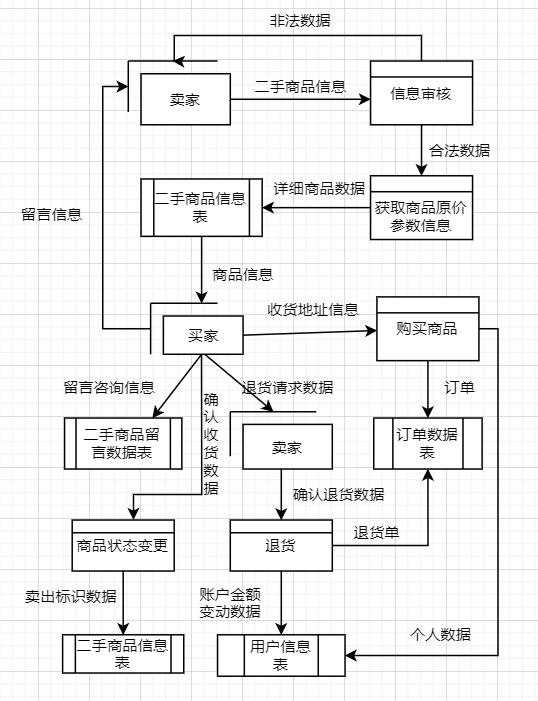 非法数据
卖家
二手商品信息
信息审核
合法数据
留言信息
二手商品信息
表
详细商品数据
获取商品原价
参数信息
商品信息
买家
收货地址信息
购买商品
留言咨询信息
确
认
收
货
数
据
退货请求数据
订单
二手商品留
言数据表
卖家
订单数据
表
确认退货数据
商品状态变更
退货
退货单
卖出标识数据
账户金额
变动数据
个人数据
二手商品信息
表
用户信息
表